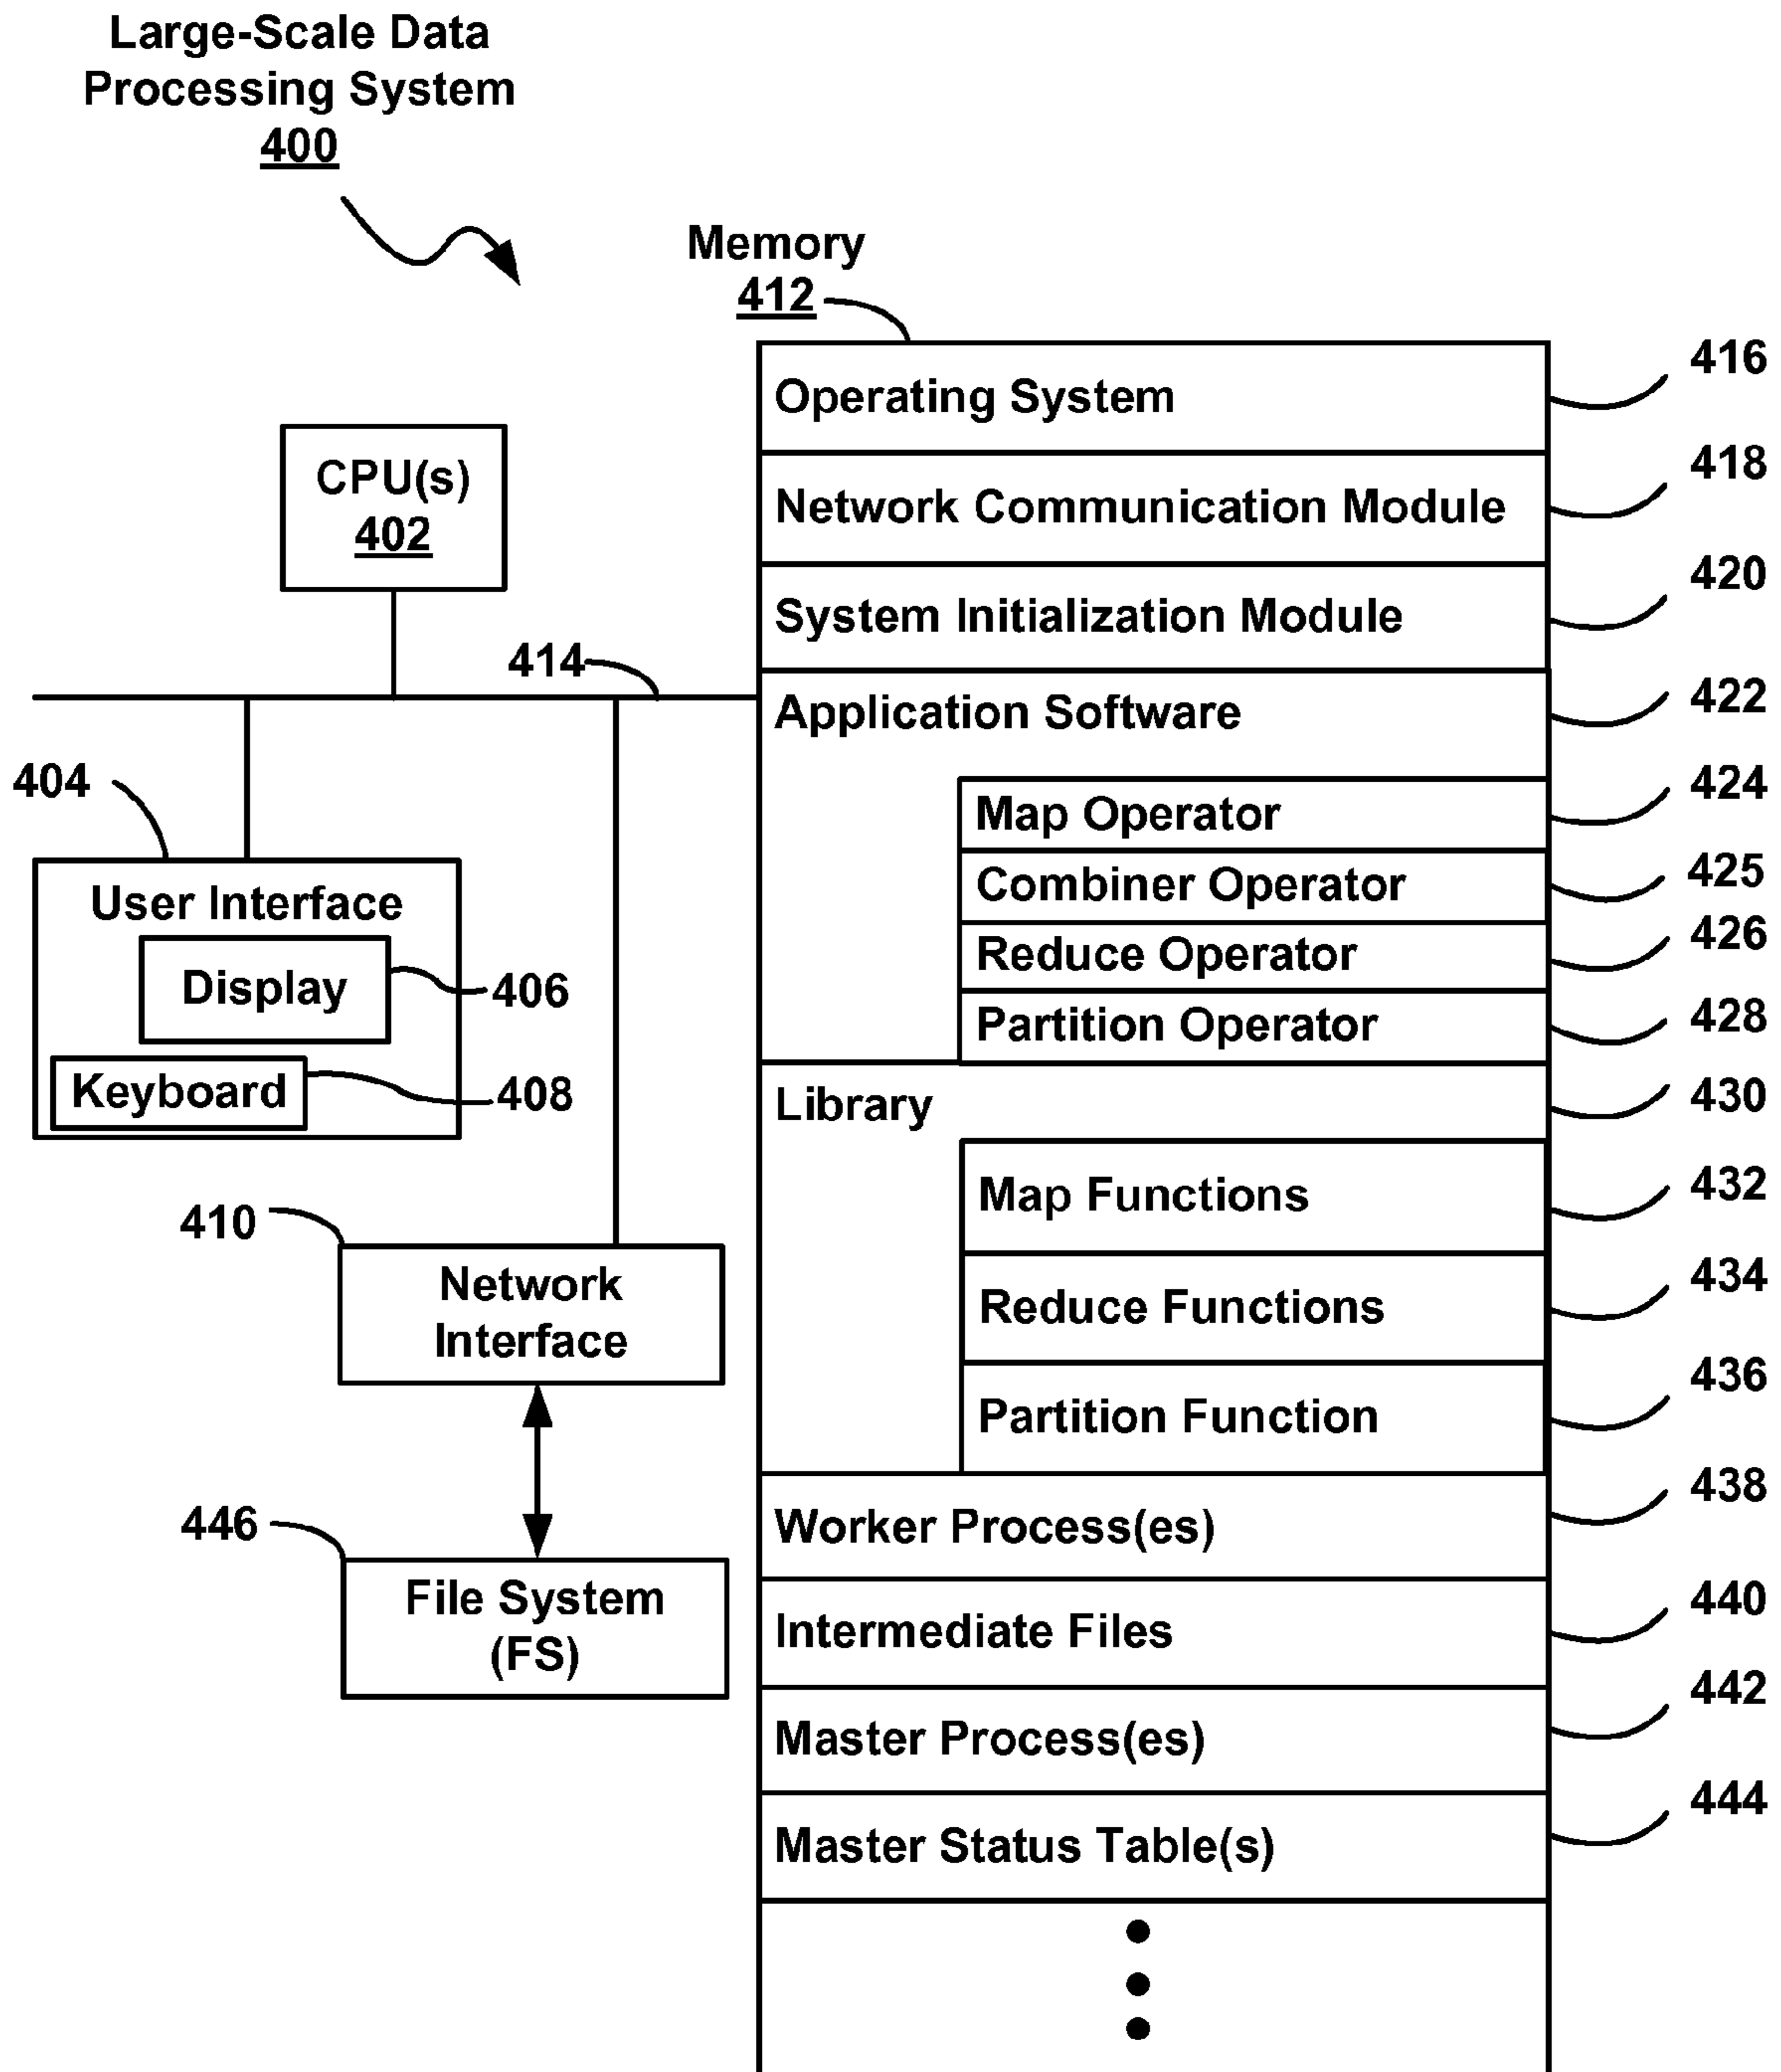 Large-Scale Data
Processing System
400
Memory
412
Operating System
416
Network Communication Module
418
System Initialization Module
420
Application Software
422
Map Operator
424
Combiner Operator
425
Reduce Operator
426
Partition Operator
428
Library
430
Map Functions
432
Reduce Functions
434
Partition Function
436
Worker Process(es)
438
Intermediate Files
440
Master Process(es)
442
Master Status Table(s)
444
CPU(s)
402
414
404
User Interface
Display
406
Keyboard
408
410
Network
Interface
446
File System
(FS)